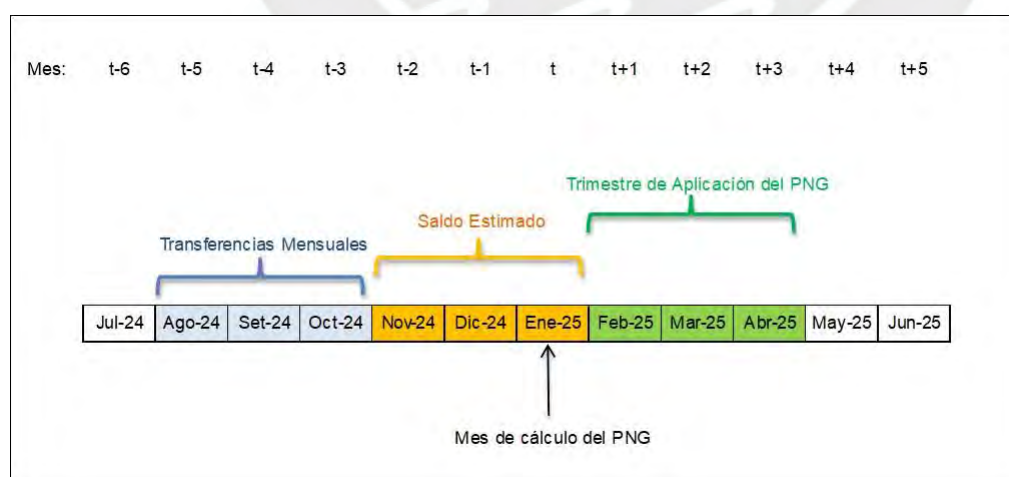 Mes: t-6 t-5 t-4 t-3 t-2 t-1 t t+1 t+2 t+3 t+4 t+5
Trimestre de Aplicación del PNG
Saldo Estimado
Transferencias Mensuales
Jul-24 Ago-24 Set-24 Oct-24 Nov-24 Dic-24 Ene-25 Feb-25 Mar-25 Abr-25 May-25 Jun-25
Mes de cálculo del PNG